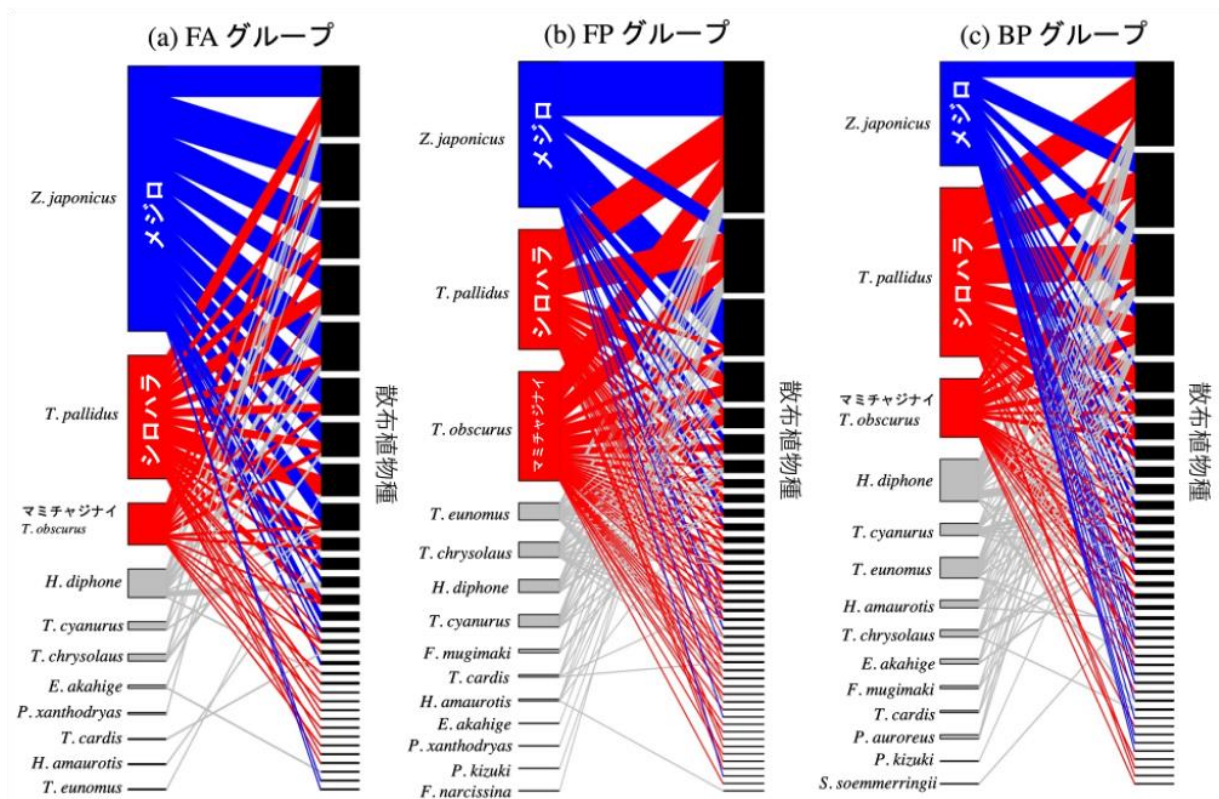 (a) FA グループ
メジロ
Z. japonicus
シロハラ
T. pallidus
マミチャジナイ
T. obscurus
H. diphone
T. cyanurus
T. chrysolaus
E. akahige
P. xanthodryas
T. cardis
H. amaurotis
T. eunomus
散布植物種
(b) FP グループ
メジロ
Z. japonicus
シロハラ
T. pallidus
マミチャジナイ
T. obscurus
T. eunomus
T. chrysolaus
H. diphone
T. cyanurus
F. mugimaki
T. cardis
H. amaurotis
E. akahige
P. xanthodryas
P. kizuki
F. narcissina
散布植物種
(c) BP グループ
メジロ
Z. japonicus
シロハラ
T. pallidus
マミチャジナイ
T. obscurus
H. diphone
T. cyanurus
T. eunomus
H. amaurotis
T. chrysolaus
E. akahige
F. mugimaki
T. cardis
P. auroreus
P. kizuki
S. soemmerringii
散布植物種